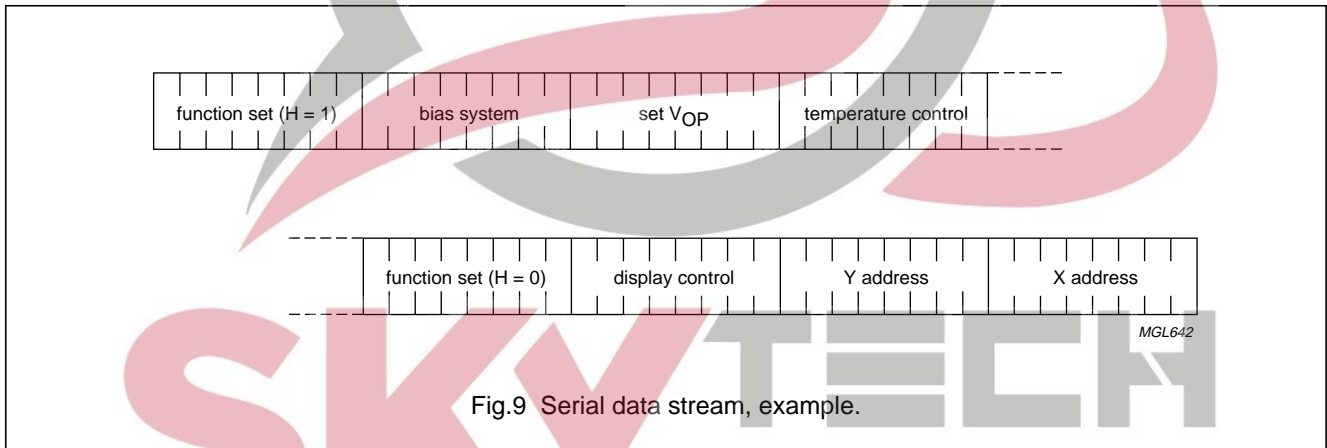 function set (H = 1) bias system set VOP temperature control
function set (H = 0) display control Y address X address
MGL642
SKYTECH
Fig.9 Serial data stream, example.